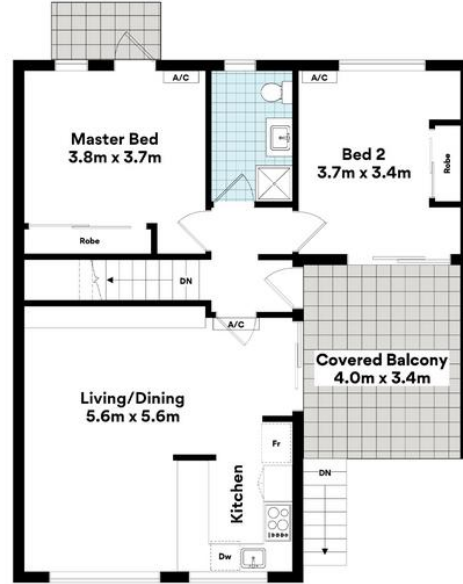 A/C
A/C
Master Bed
3.8m x 3.7m
Bed 2
3.7m x 3.4m
Robe
Robe
DN
A/C
Covered Balcony
4.0m x 3.4m
Living/Dining
5.6m x 5.6m
Fr
Kitchen
DN
Dw